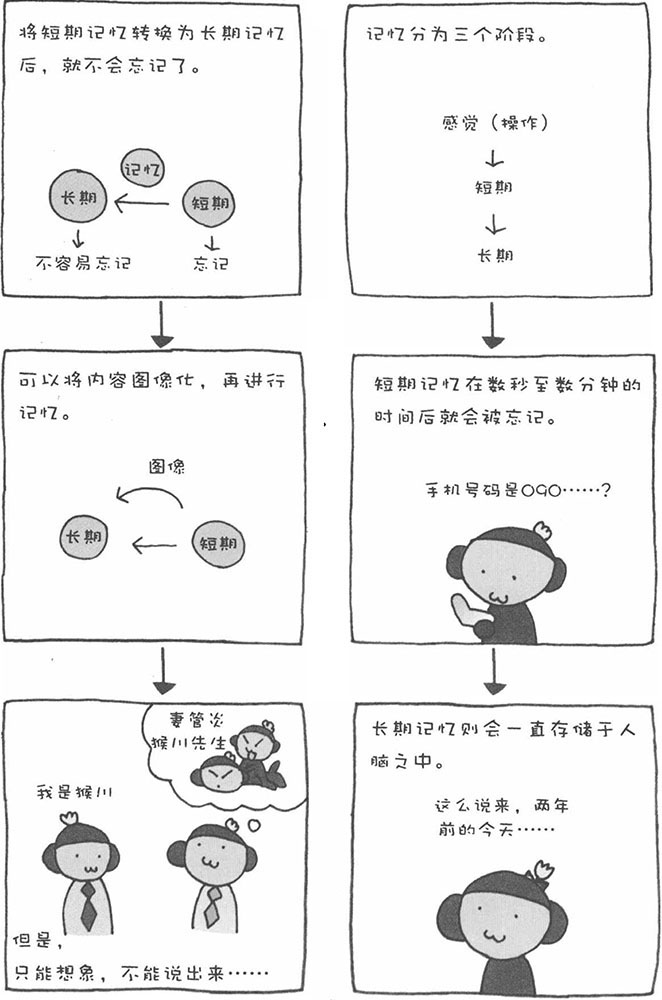 记忆分为三个阶段。
感觉（操作）
短期
长期
短期记忆在数秒至数分钟的
时间后就会被忘记。
手机号码是090……？
长期记忆则会一直存储于人
脑之中。
这么说来，两年
前的今天……
将短期记忆转换为长期记忆
后，就不会忘记了。
记忆
长期
短期
不容易忘记
忘记
可以将内容图像化，再进行
记忆。
图像
长期
短期
妻管炎
猴川先生
我是猴川
但是，
只能想象，不能说出来……